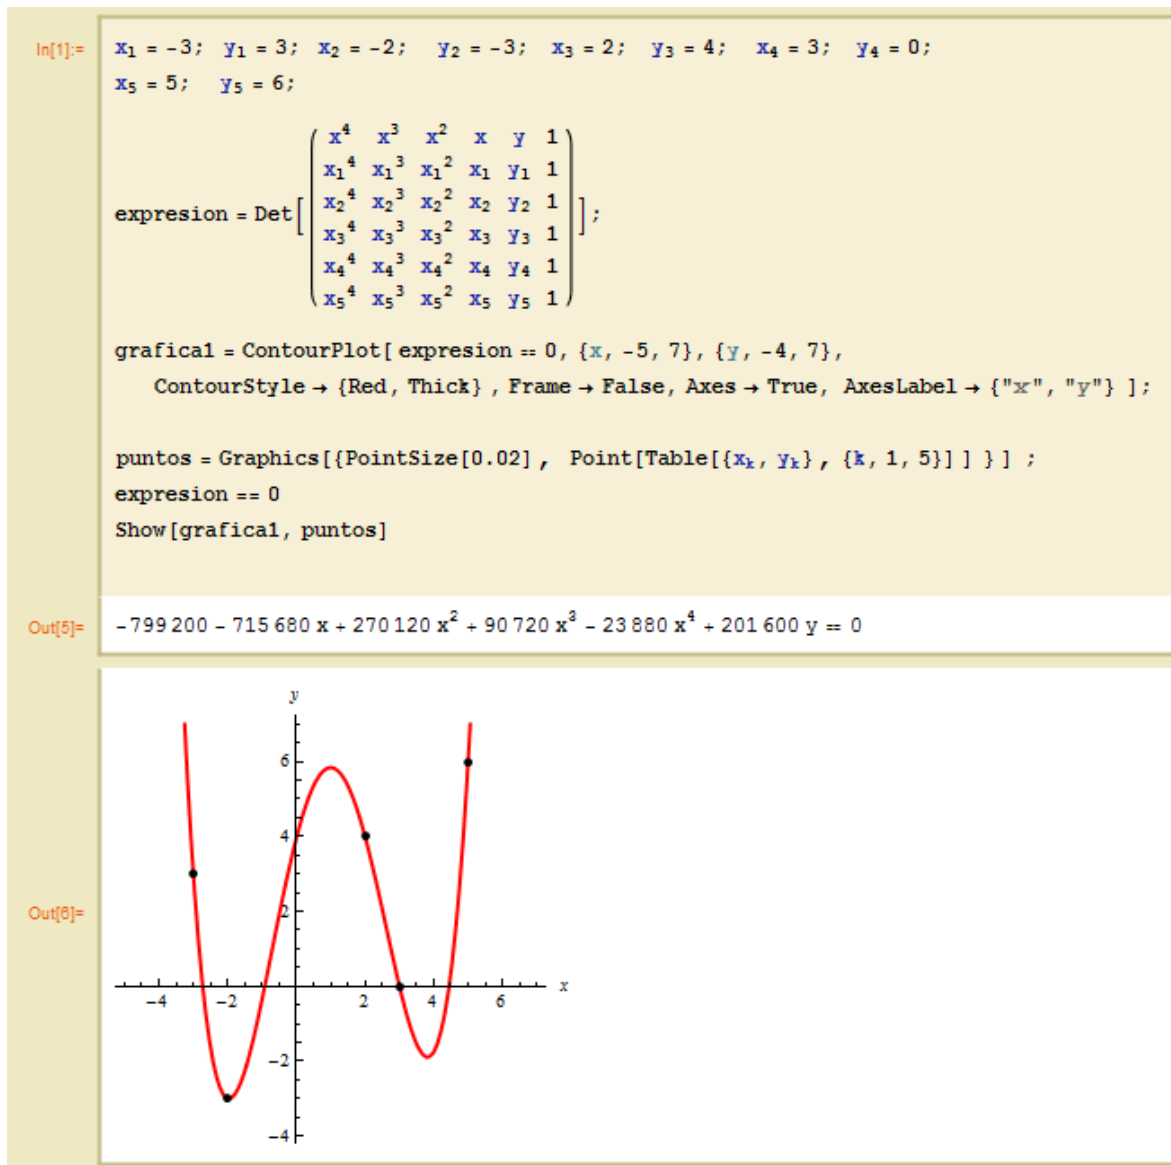 In[1]:= x₁ = -3; y₁ = 3; x₂ = -2; y₂ = -3; x₃ = 2; y₃ = 4; x₄ = 3; y₄ = 0;
x₅ = 5; y₅ = 6;
x⁴ x³ x² x y 1
x₁⁴ x₁³ x₁² x₁ y₁ 1
x₂⁴ x₂³ x₂² x₂ y₂ 1
expresion = Det[ ];
x₃⁴ x₃³ x₃² x₃ y₃ 1
x₄⁴ x₄³ x₄² x₄ y₄ 1
x₅⁴ x₅³ x₅² x₅ y₅ 1
grafica1 = ContourPlot[ expresion == 0, {x, -5, 7}, {y, -4, 7},
ContourStyle → {Red, Thick} , Frame → False, Axes → True, AxesLabel → {"x", "y"} ];
puntos = Graphics[{PointSize[0.02] , Point[Table[{xₖ, yₖ}, {k, 1, 5}] ] } ] ;
expresion == 0
Show[grafica1, puntos]
Out[5]= -799 200 - 715 680 x + 270 120 x² + 90 720 x³ - 23 880 x⁴ + 201 600 y == 0
y
6
4
Out[6]=
2
-4 -2 2 4 6 x
-2
-4